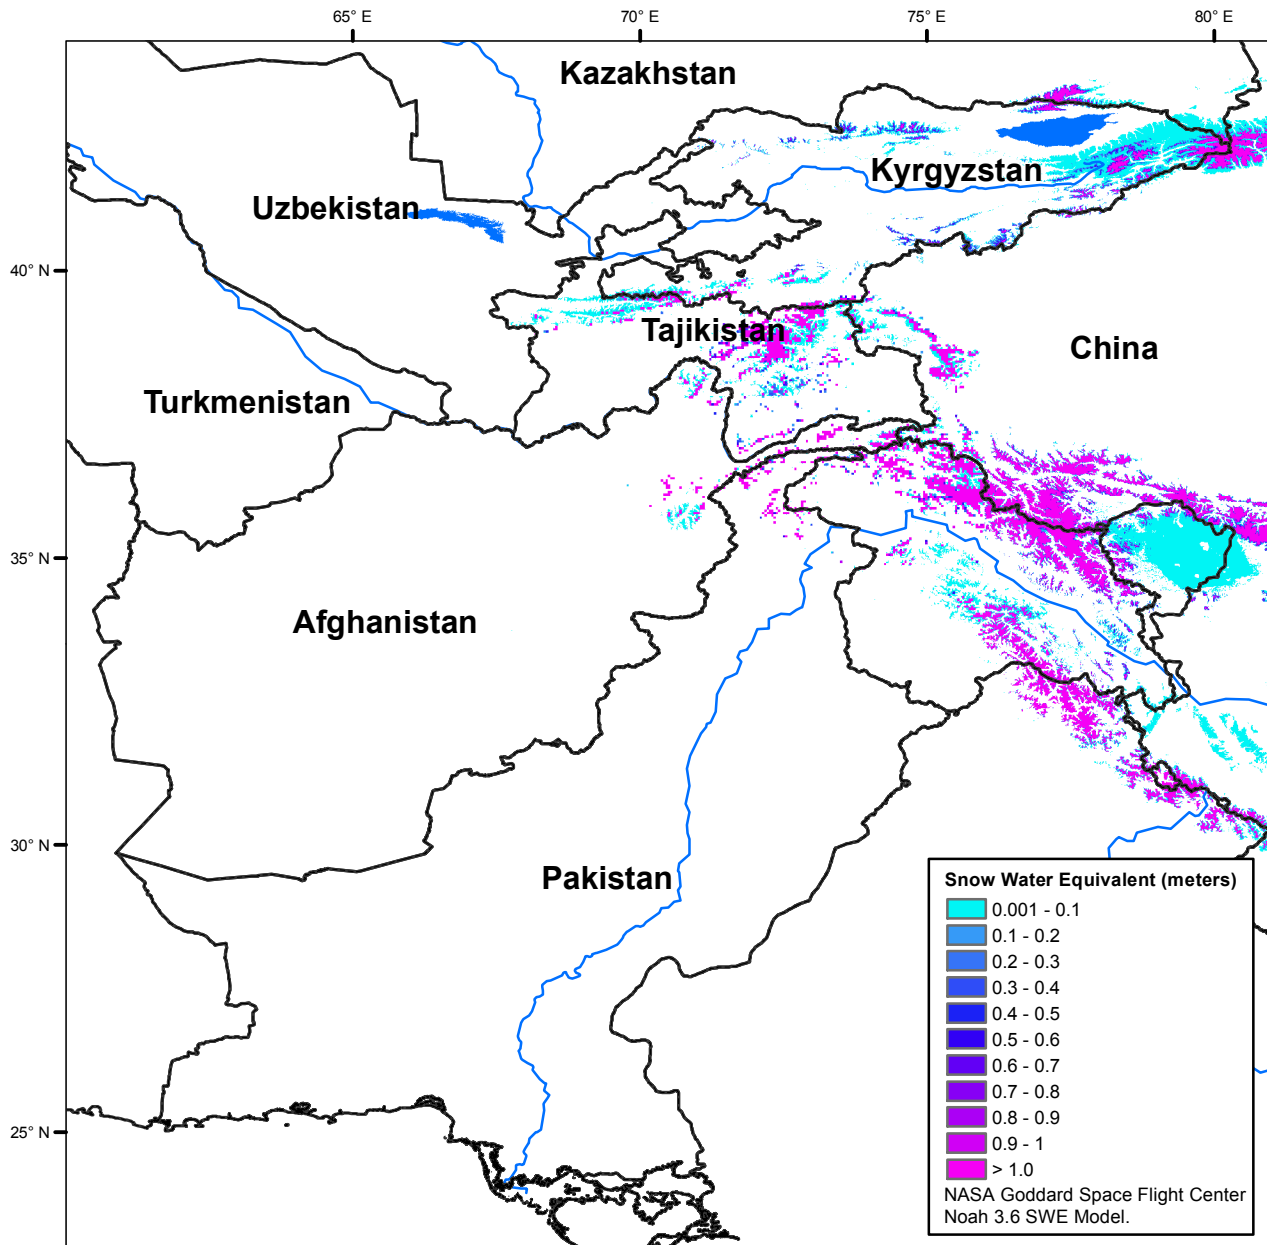 65° E
70° E
75° E
80° E
Kazakhstan
Kyrgyzstan
Uzbekistan
40° N
Tajikistan
China
Turkmenistan
35° N
Afghanistan
30° N
Pakistan
25° N
Snow Water Equivalent (meters)
0.001 - 0.1
0.1 - 0.2
0.2 - 0.3
0.3 - 0.4
0.4 - 0.5
0.5 - 0.6
0.6 - 0.7
0.7 - 0.8
0.8 - 0.9
0.9 - 1
> 1.0
NASA Goddard Space Flight Center
Noah 3.6 SWE Model.